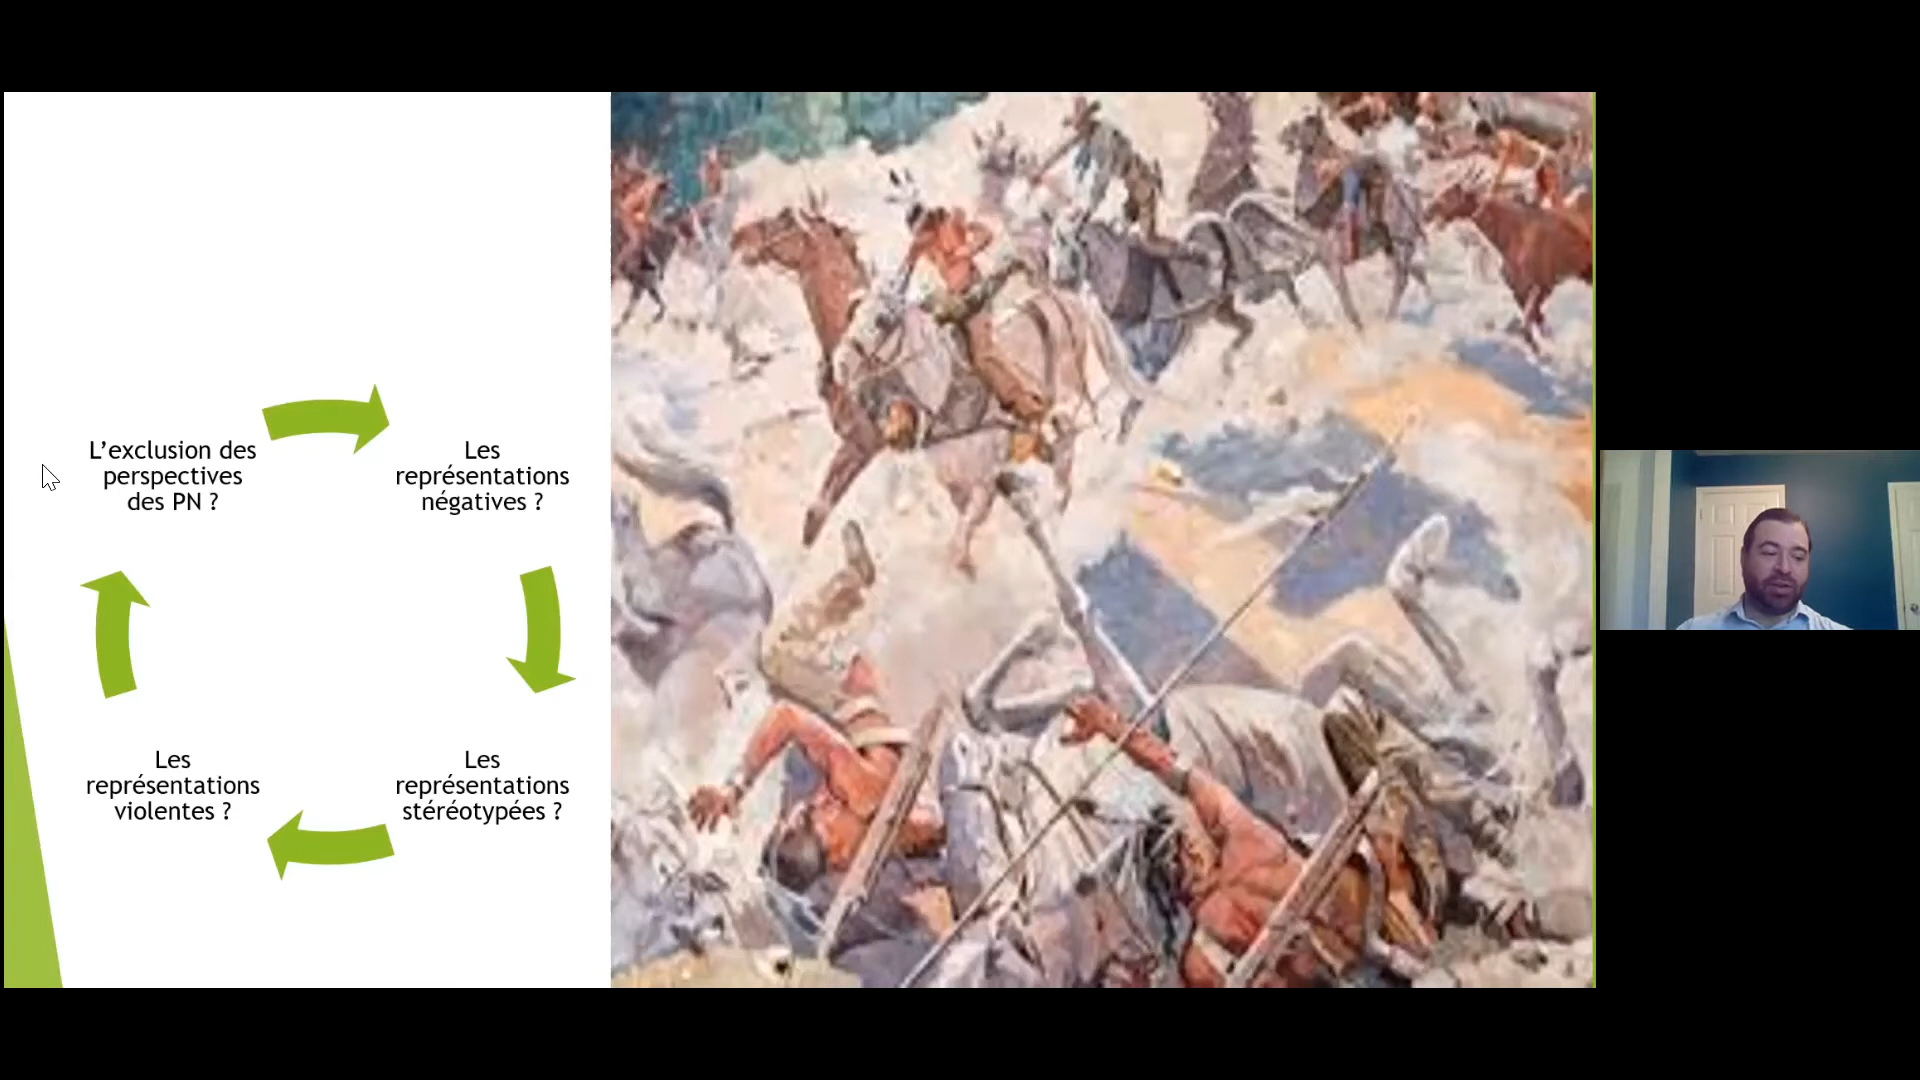 L’exclusion des
perspectives
des PN ?
Les
représentations
négatives ?
Les
représentations
stéréotypées ?
Les
représentations
violentes ?